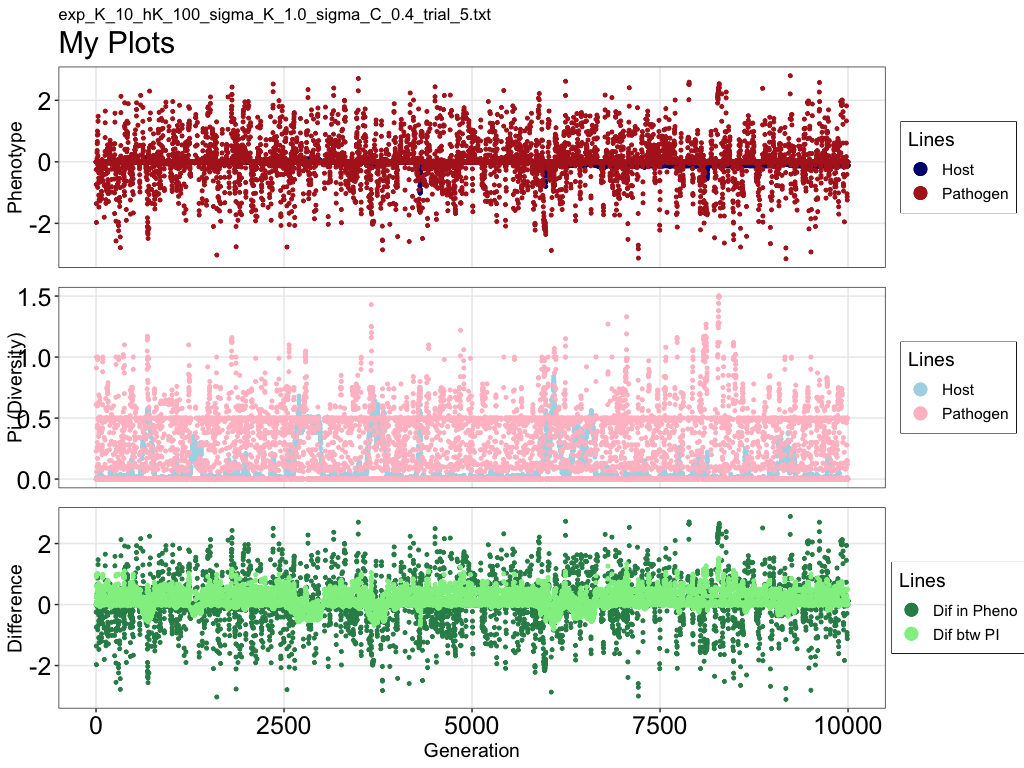 exp_K_10_hK_100_sigma_K_1.0_sigma_C_0.4_trial_5.txt
My Plots
Phenotype
2
0
-2
Lines
Host
Pathogen
Pi (Diversity)
1.5
1.0
0.5
0.0
Lines
Host
Pathogen
Difference
2
0
-2
Lines
Dif in Pheno
Dif btw PI
0 2500 5000 7500 10000
Generation